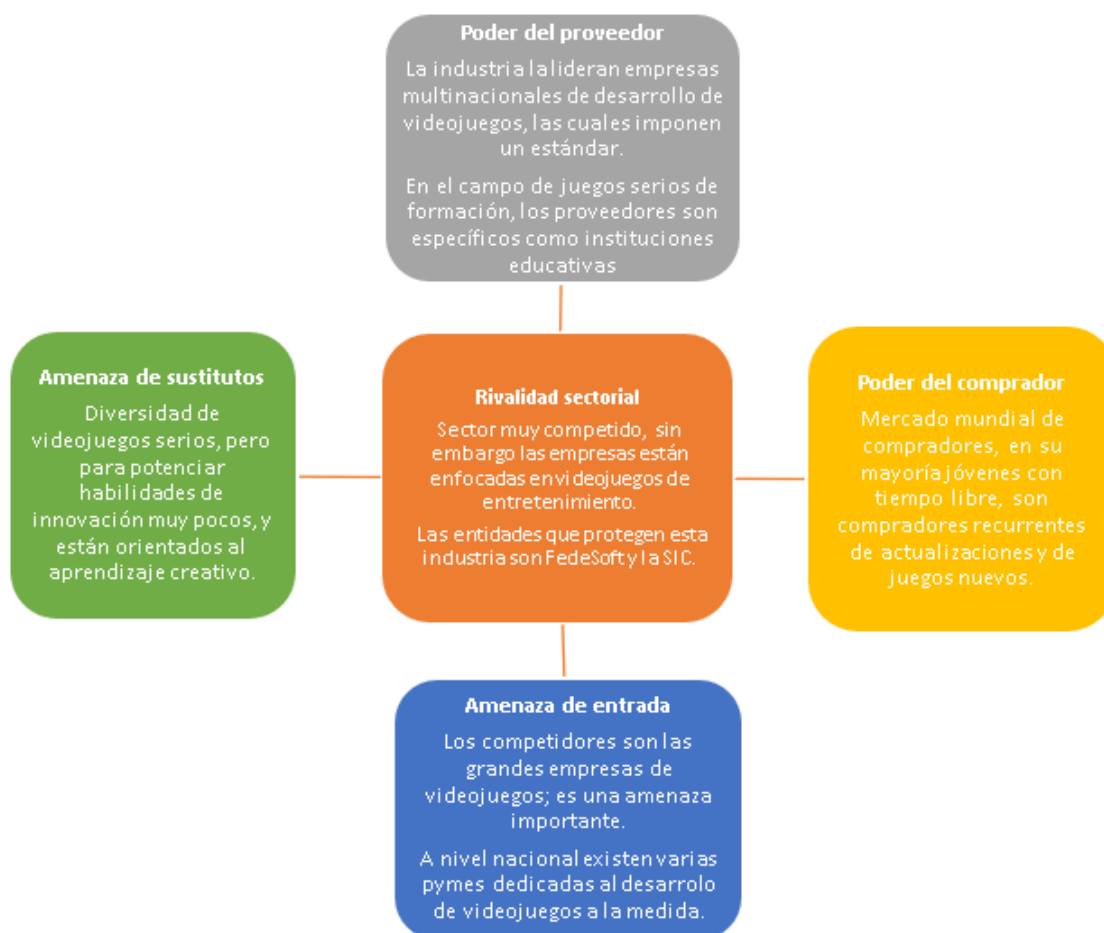 Poder del proveedor
La industria la lideran empresas
multinacionales de desarrollo de
videojuegos, las cuales imponen
un estándar.
En el campo de juegos serios de
formación, los proveedores son
específicos como instituciones
educativas
Amenaza de sustitutos
Diversidad de
videojuegos serios, pero
para potenciar
habilidades de
innovación muy pocos, y
están orientados al
aprendizaje creativo.
Rivalidad sectorial
Sector muy competido, sin
embargo las empresas están
enfocadas en videojuegos de
entretenimiento.
Las entidades que protegen esta
industria son FedeSoft y la SIC.
Poder del comprador
Mercado mundial de
compradores, en su
mayoría jóvenes con
tiempo libre, son
compradores recurrentes
de actualizaciones y de
juegos nuevos.
Amenaza de entrada
Los competidores son las
grandes empresas de
videojuegos; es una amenaza
importante.
A nivel nacional existen varias
pymes dedicadas al desarrolo
de videojuegos a la medida.